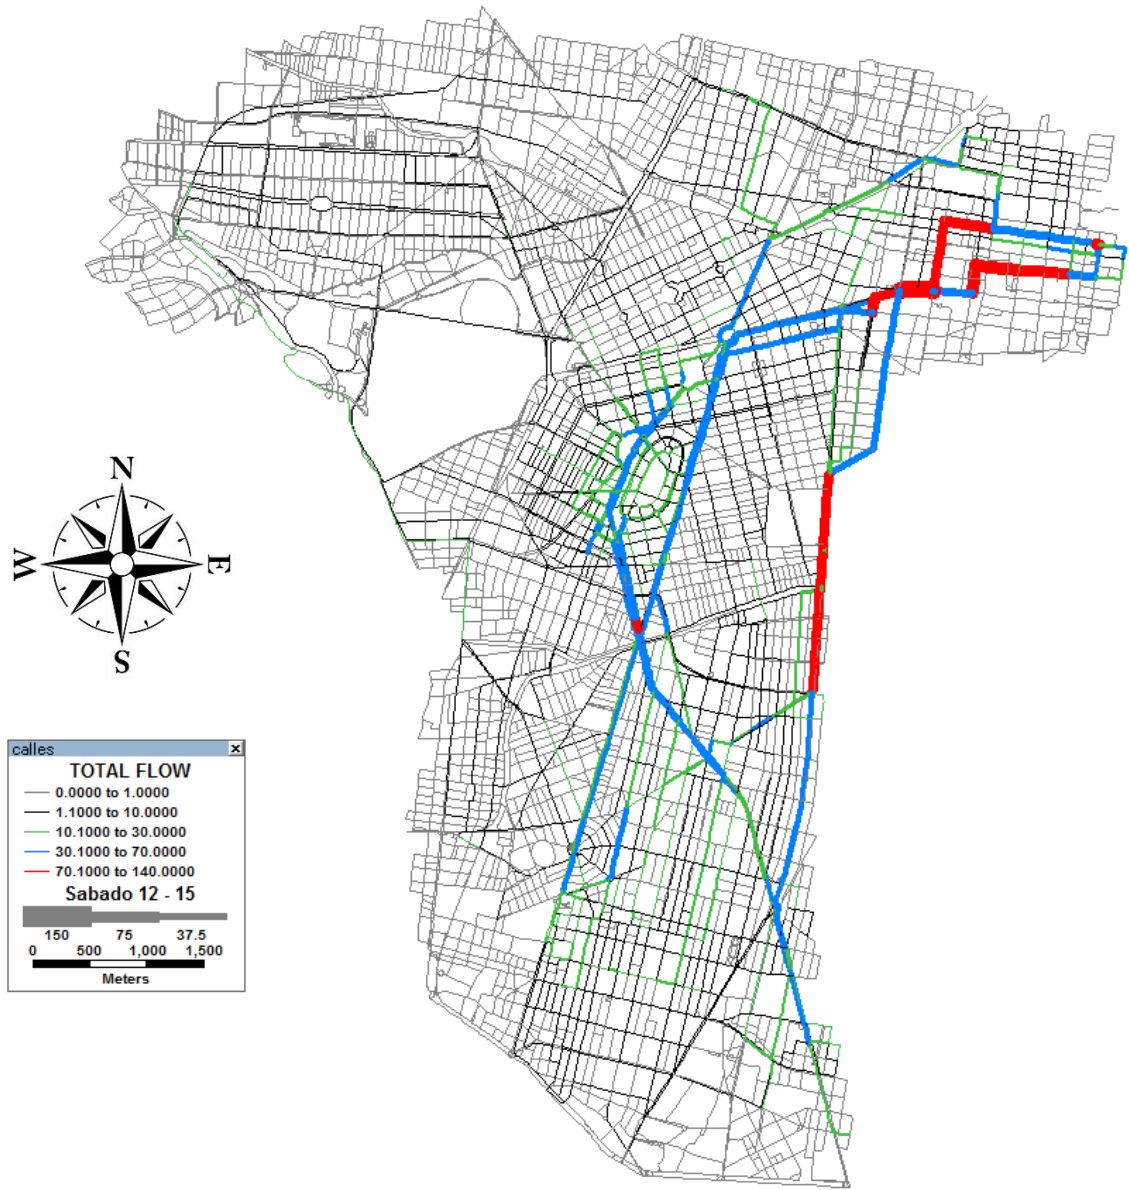 N
W
E
S
calles
TOTAL FLOW
0.0000 to 1.0000
1.1000 to 10.0000
10.1000 to 30.0000
30.1000 to 70.0000
70.1000 to 140.0000
Sabado 12 - 15
150 75 37.5
0 500 1,000 1,500
Meters